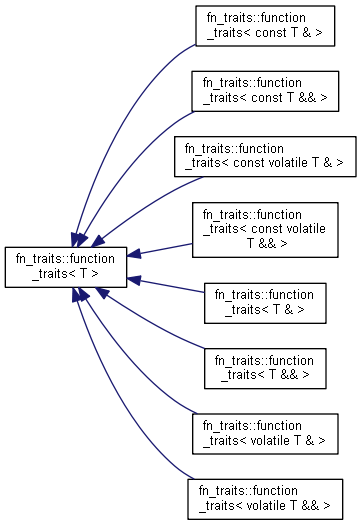 fn_traits::function
_traits< const T & >
fn_traits::function
_traits< const T && >
fn_traits::function
_traits< const volatile T & >
fn_traits::function
_traits< const volatile
T && >
fn_traits::function
_traits< T >
fn_traits::function
_traits< T & >
fn_traits::function
_traits< T && >
fn_traits::function
_traits< volatile T & >
fn_traits::function
_traits< volatile T && >